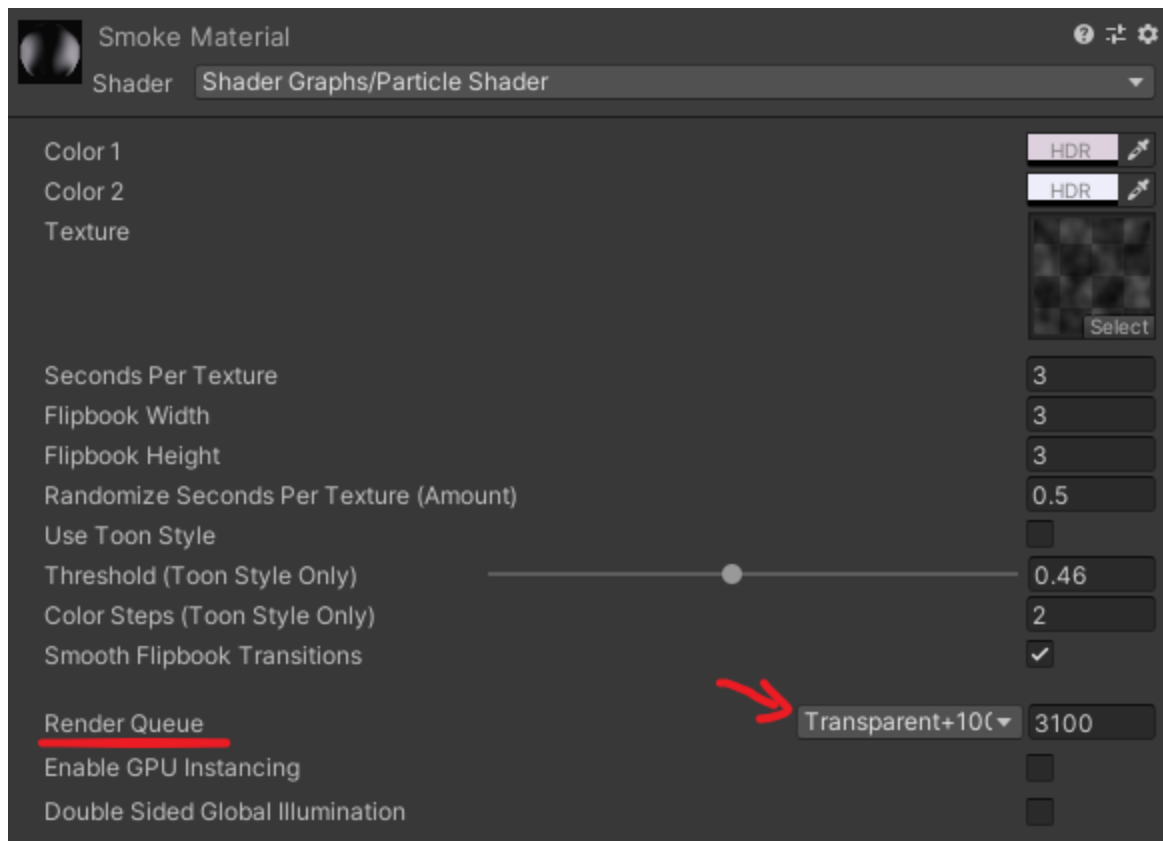 Smoke Material
Shader Shader Graphs/Particle Shader
Color 1 HDR
Color 2 HDR
Texture
Select
Seconds Per Texture 3
Flipbook Width 3
Flipbook Height 3
Randomize Seconds Per Texture (Amount) 0.5
Use Toon Style
Threshold (Toon Style Only) 0.46
Color Steps (Toon Style Only) 2
Smooth Flipbook Transitions
Render Queue Transparent+10( 3100
Enable GPU Instancing
Double Sided Global Illumination